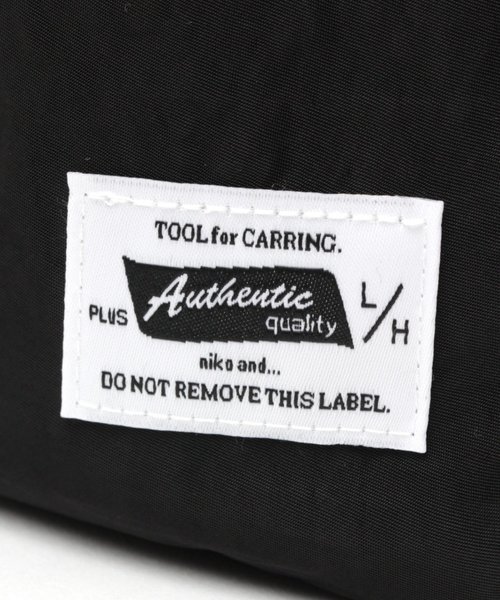 TOOL for CARRING.
PLUS Authentic quality L/H
niko and...
DO NOT REMOVE THIS LABEL.